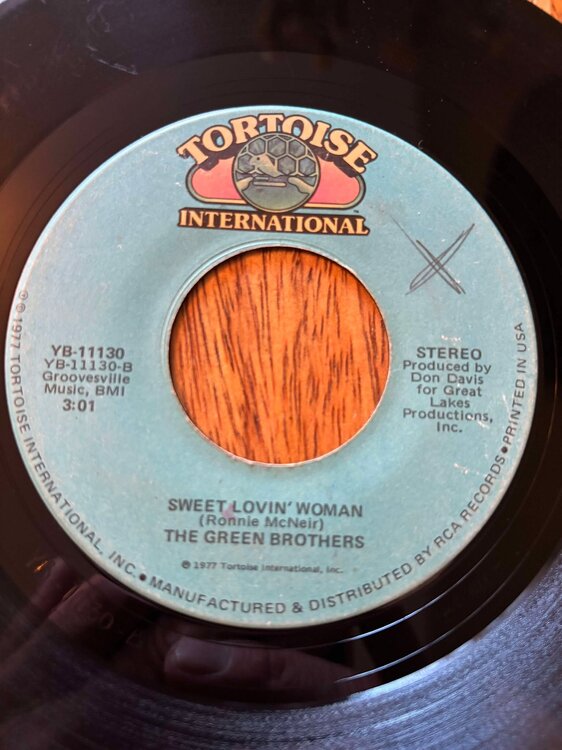 TORTOISE
INTERNATIONAL
™
YB-11130
YB-11130-B
Groovesville
Music, BMI
3:01
STEREO
Produced by
Don Davis
for Great
Lakes
Productions,
Inc.
SWEET LOVIN' WOMAN
(Ronnie McNeir)
THE GREEN BROTHERS
℗ 1977 Tortoise International, Inc.
℗© 1977 TORTOISE INTERNATIONAL, INC. • MANUFACTURED & DISTRIBUTED BY RCA RECORDS • PRINTED IN USA